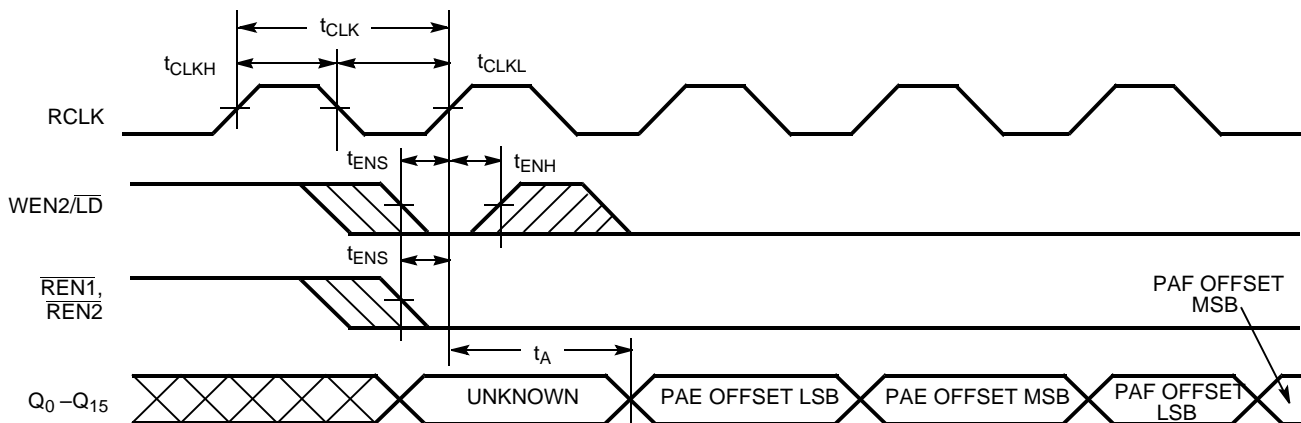 tCLK
tCLKH
tCLKL
RCLK
tENS
tENH
WEN2/LD
tENS
REN1,
REN2
PAF OFFSET
MSB
tA
Q0 –Q15
UNKNOWN
PAE OFFSET LSB
PAE OFFSET MSB
PAF OFFSET
LSB